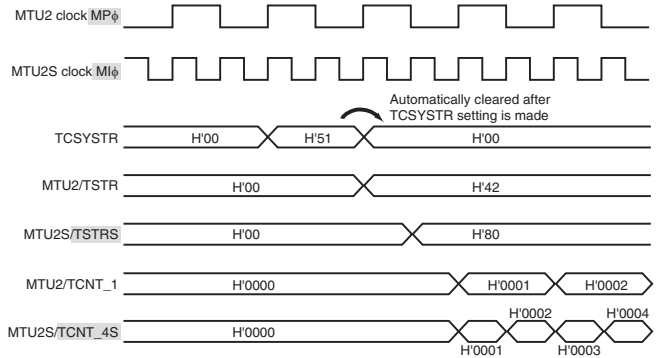 MTU2 clock MPϕ
MTU2S clock MIϕ
Automatically cleared after
TCSYSTR setting is made
TCSYSTR H'00 H'51 H'00
MTU2/TSTR H'00 H'42
MTU2S/TSTRS H'00 H'80
MTU2/TCNT_1 H'0000 H'0001 H'0002
H'0002 H'0004
MTU2S/TCNT_4S H'0000
H'0001 H'0003